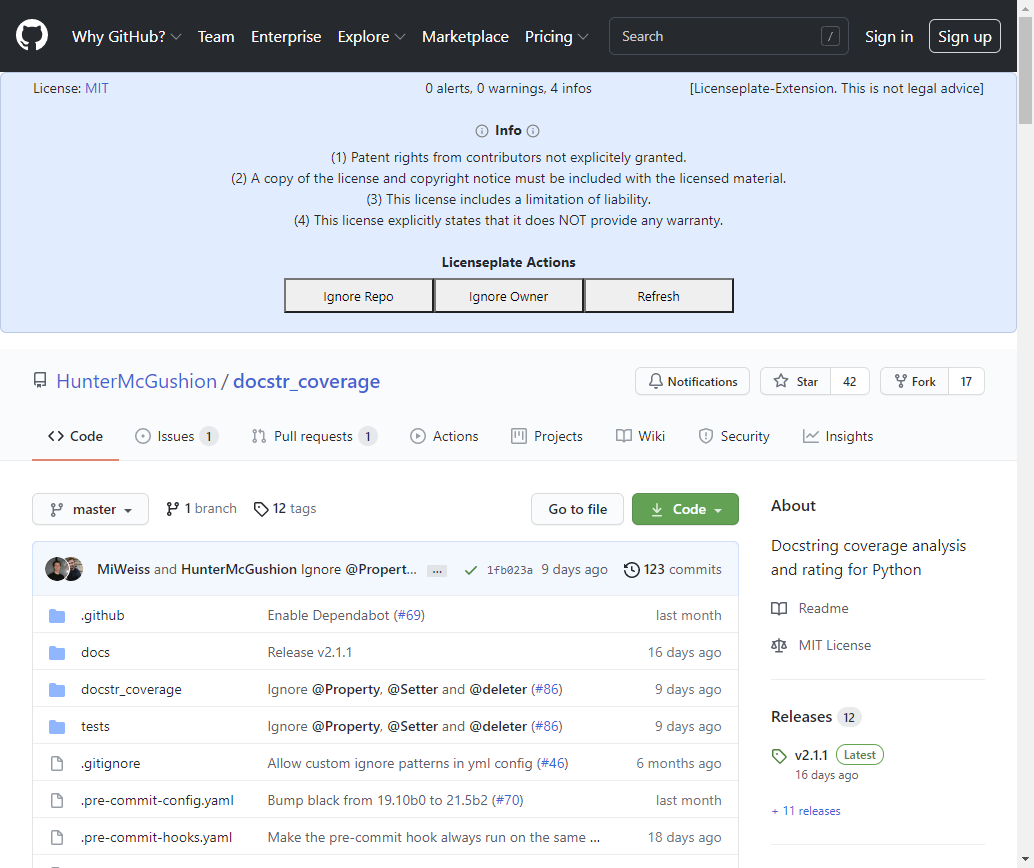 Why GitHub? Team Enterprise Explore Marketplace Pricing Search / Sign in Sign up
License: MIT 0 alerts, 0 warnings, 4 infos [Licenseplate-Extension. This is not legal advice]
Info
(1) Patent rights from contributors not explicitely granted.
(2) A copy of the license and copyright notice must be included with the licensed material.
(3) This license includes a limitation of liability.
(4) This license explicitly states that it does NOT provide any warranty.
Licenseplate Actions
Ignore Repo Ignore Owner Refresh
HunterMcGushion / docstr_coverage Notifications Star 42 Fork 17
Code Issues 1 Pull requests 1 Actions Projects Wiki Security Insights
master 1 branch 12 tags Go to file Code
MiWeiss and HunterMcGushion Ignore @Propert... ... 1fb023a 9 days ago 123 commits
.github Enable Dependabot (#69) last month
docs Release v2.1.1 16 days ago
docstr_coverage Ignore @Property, @Setter and @deleter (#86) 9 days ago
tests Ignore @Property, @Setter and @deleter (#86) 9 days ago
.gitignore Allow custom ignore patterns in yml config (#46) 6 months ago
.pre-commit-config.yaml Bump black from 19.10b0 to 21.5b2 (#70) last month
.pre-commit-hooks.yaml Make the pre-commit hook always run on the same ... 18 days ago
About
Docstring coverage analysis
and rating for Python
Readme
MIT License
Releases 12
v2.1.1 Latest
16 days ago
+ 11 releases